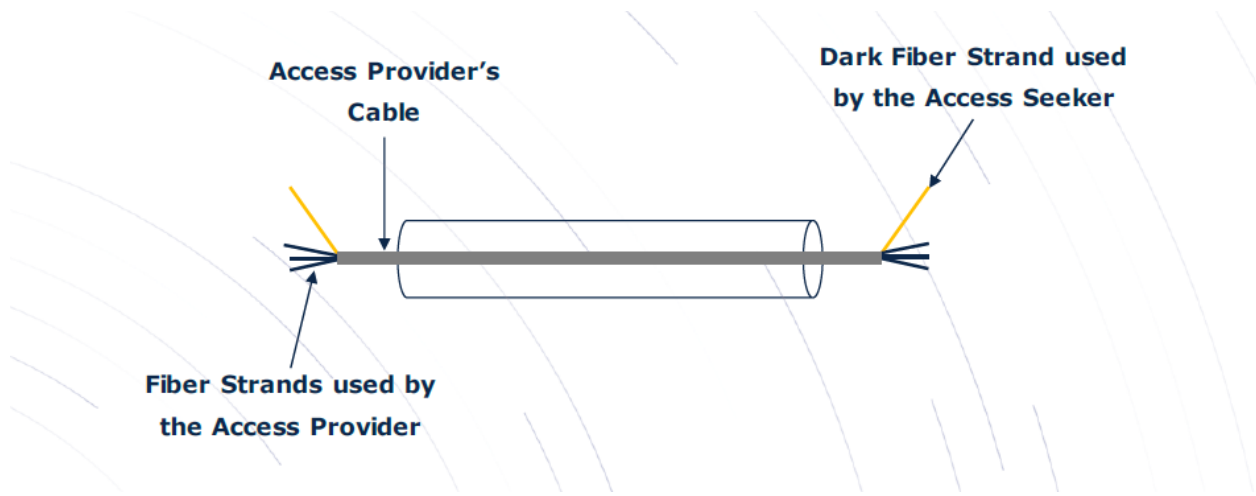 Access Provider’s
Cable
Dark Fiber Strand used
by the Access Seeker
Fiber Strands used by
the Access Provider